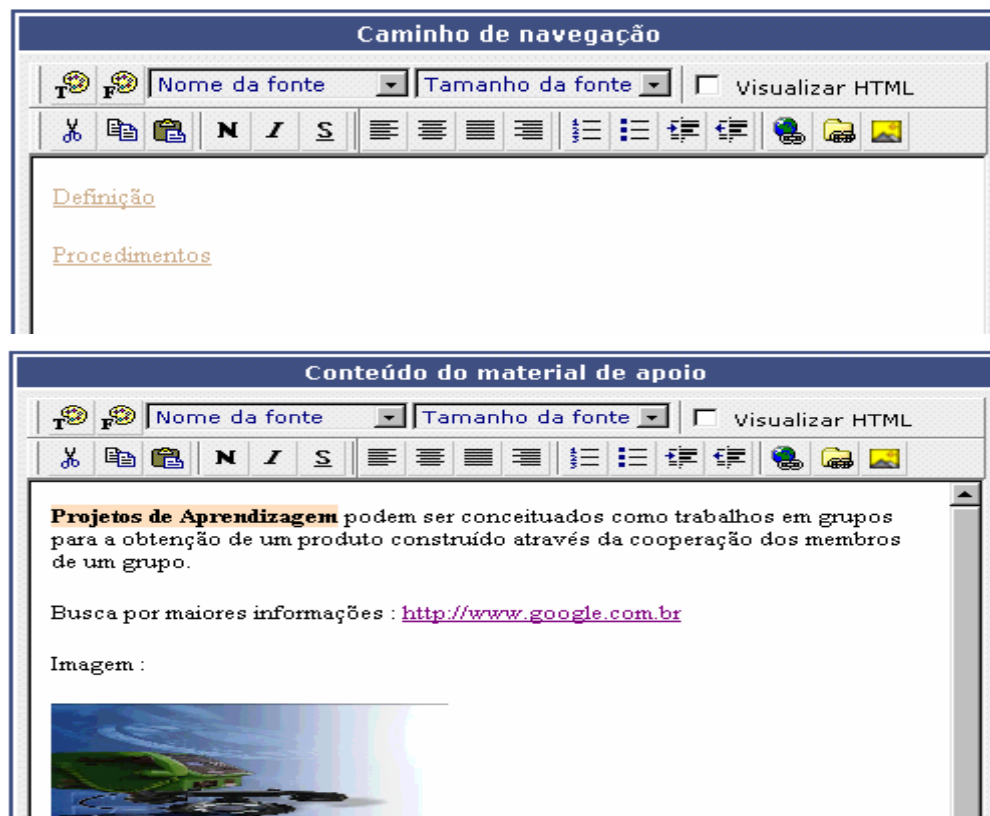 Caminho de navegação
T F Nome da fonte Tamanho da fonte Visualizar HTML
N I S
Definição
Procedimentos
Conteúdo do material de apoio
T F Nome da fonte Tamanho da fonte Visualizar HTML
N I S
Projetos de Aprendizagem podem ser conceituados como trabalhos em grupos
para a obtenção de um produto construído através da cooperação dos membros
de um grupo.
Busca por maiores informações : http://www.google.com.br
Imagem :